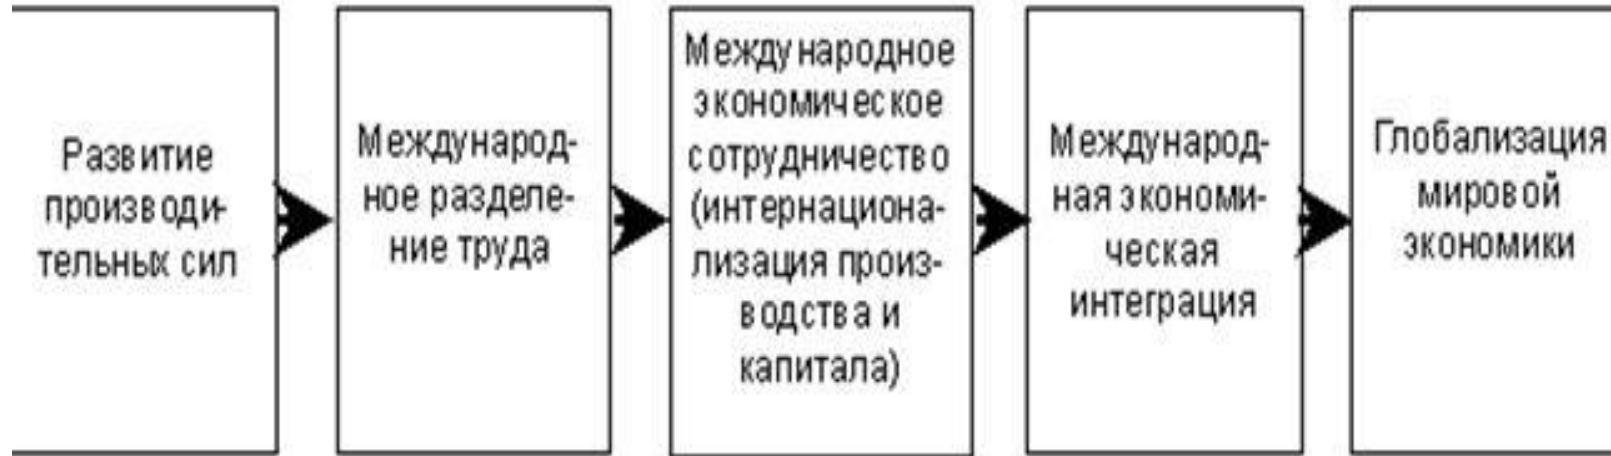 Развитие
производи-
тельных сил
Международ-
ное разделе-
ние труда
Международное
экономическое
сотрудничество
(интернациона-
лизация произ-
водства и
капитала)
Международ-
ная экономи-
ческая
интеграция
Глобализация
мировой
экономики